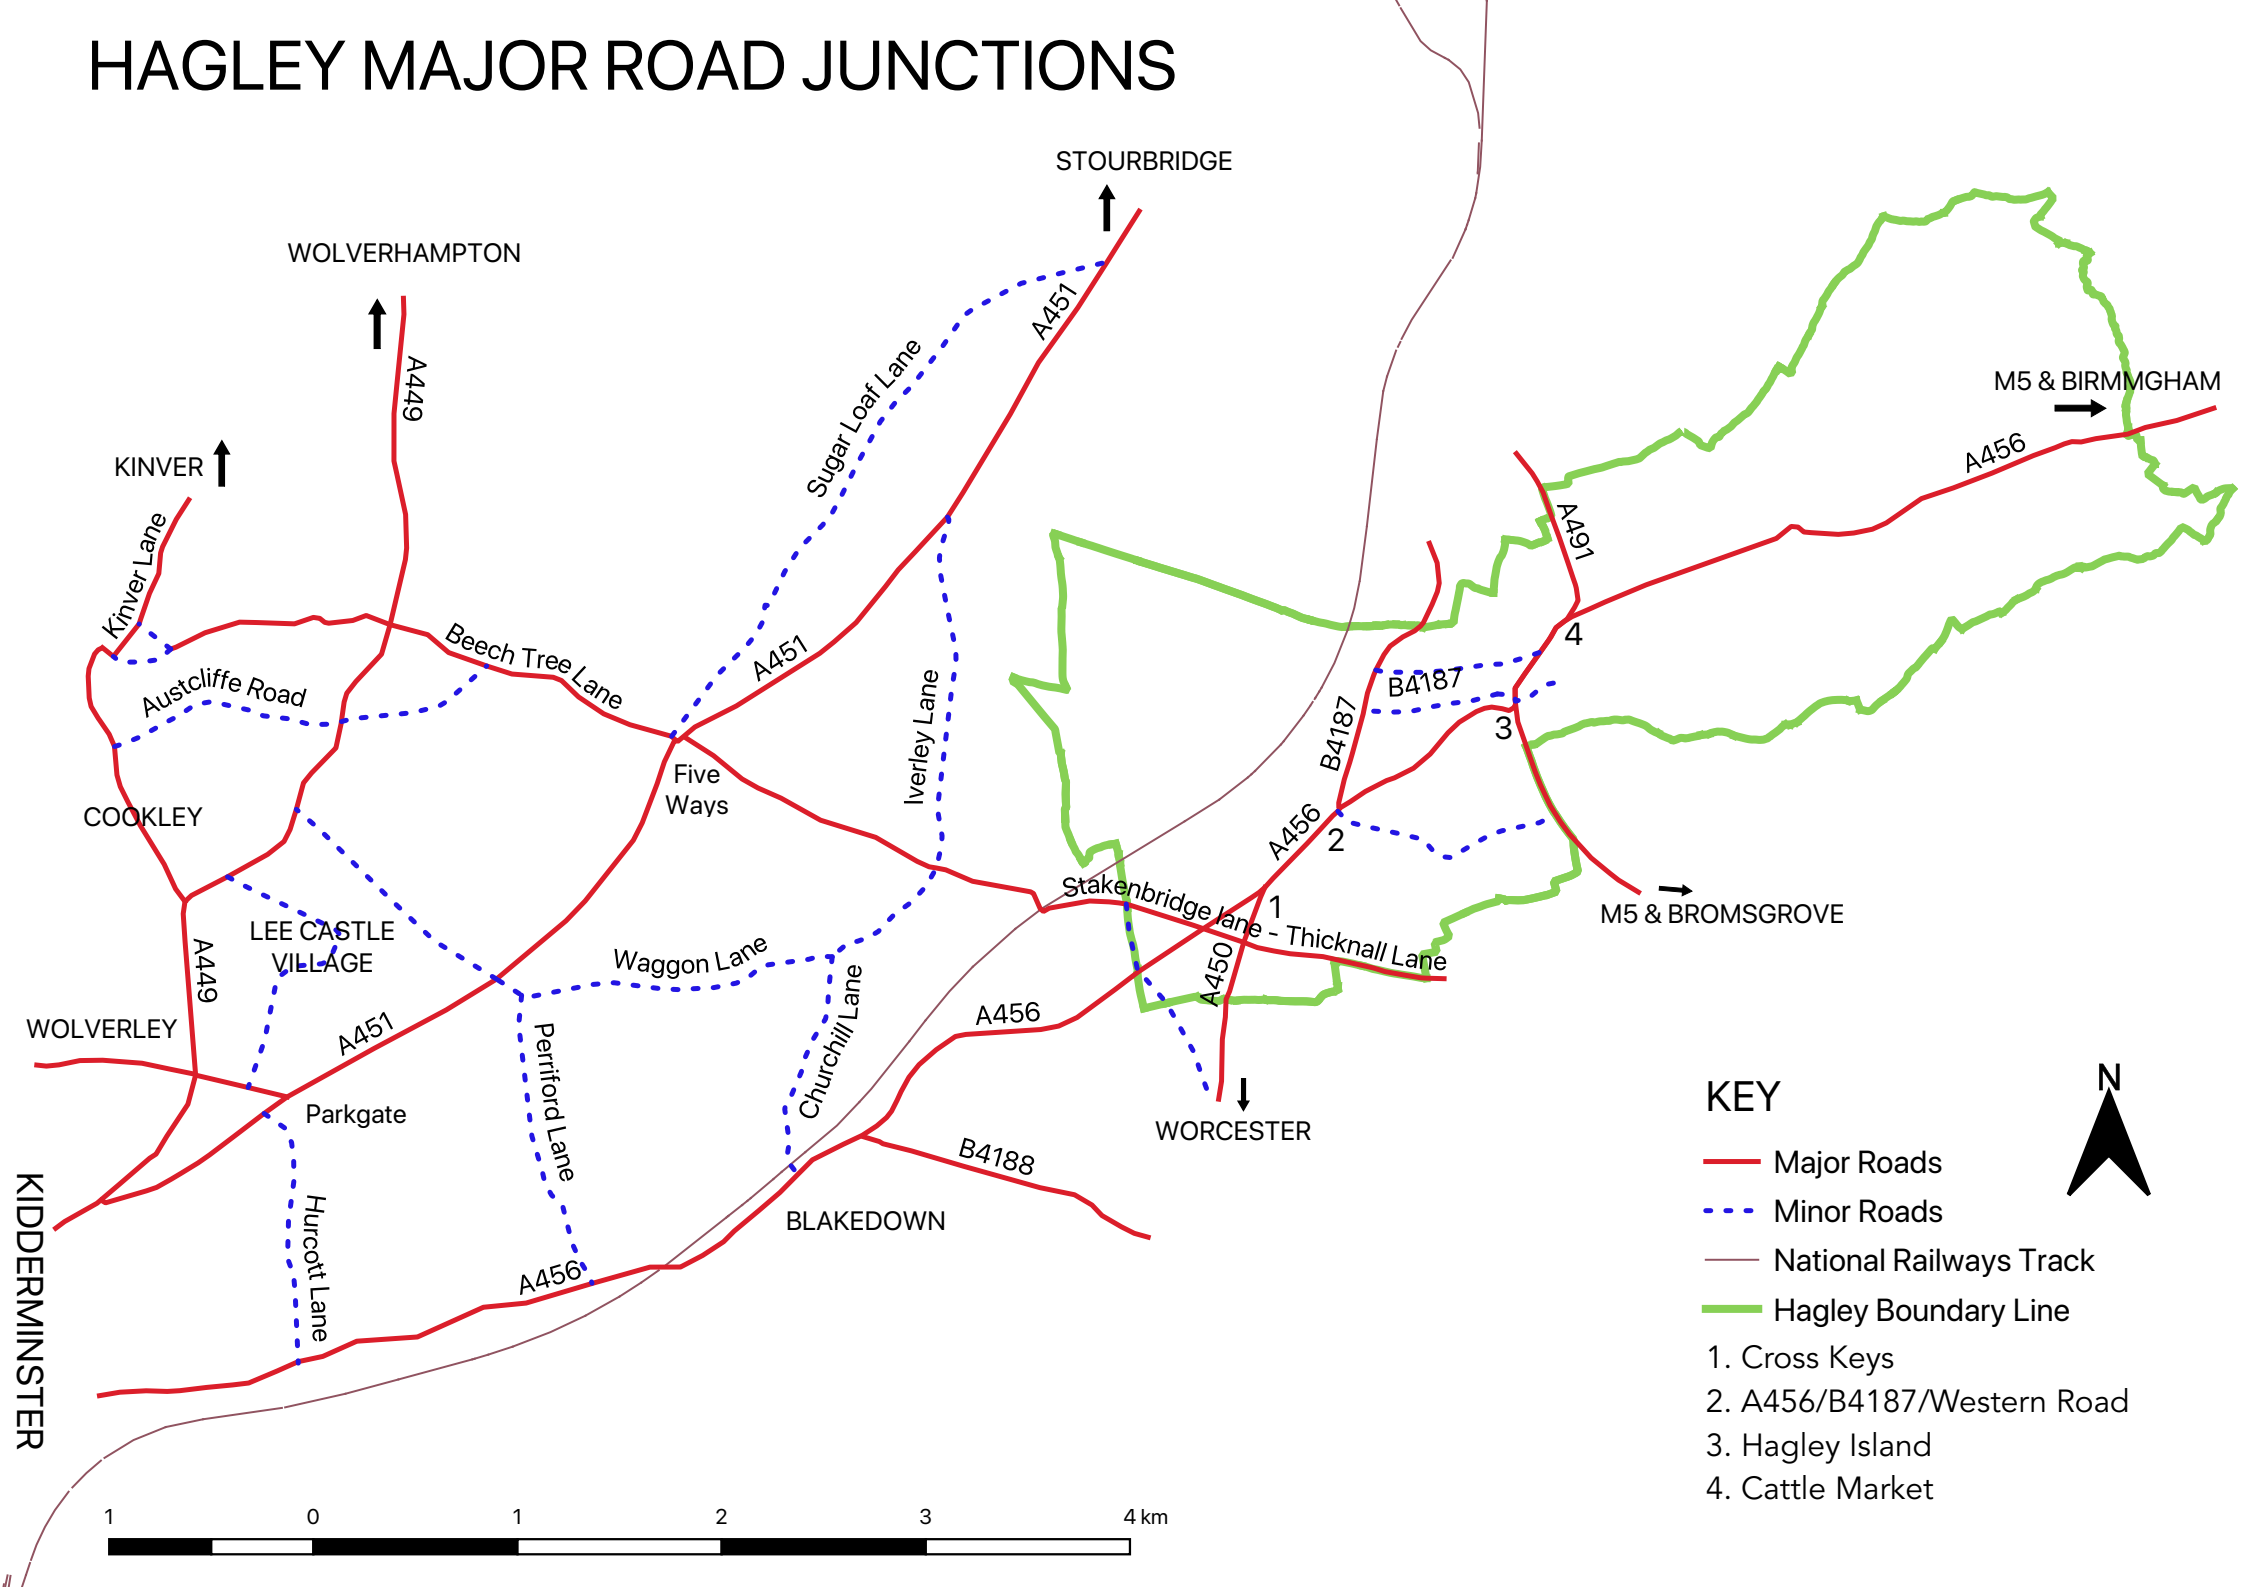 HAGLEY MAJOR ROAD JUNCTIONS
STOURBRIDGE
WOLVERHAMPTON
A451
Sugar Loaf Lane
A449
M5 & BIRMMGHAM
A456
KINVER
Kinver Lane
A491
4
Beech Tree Lane
A451
Austcliffe Road
B4187
B4187
3
Iverley Lane
Five
Ways
COOKLEY
A456
2
Stakenbridge lane - Thicknall Lane
1
M5 & BROMSGROVE
LEE CASTLE
VILLAGE
Waggon Lane
A449
A450
Churchill Lane
A456
WOLVERLEY
A451
Perriford Lane
Parkgate
WORCESTER
B4188
KIDDERMINSTER
Hurcott Lane
BLAKEDOWN
A456
N
KEY
Major Roads
Minor Roads
National Railways Track
Hagley Boundary Line
1. Cross Keys
2. A456/B4187/Western Road
3. Hagley Island
4. Cattle Market
1 0 1 2 3 4 km